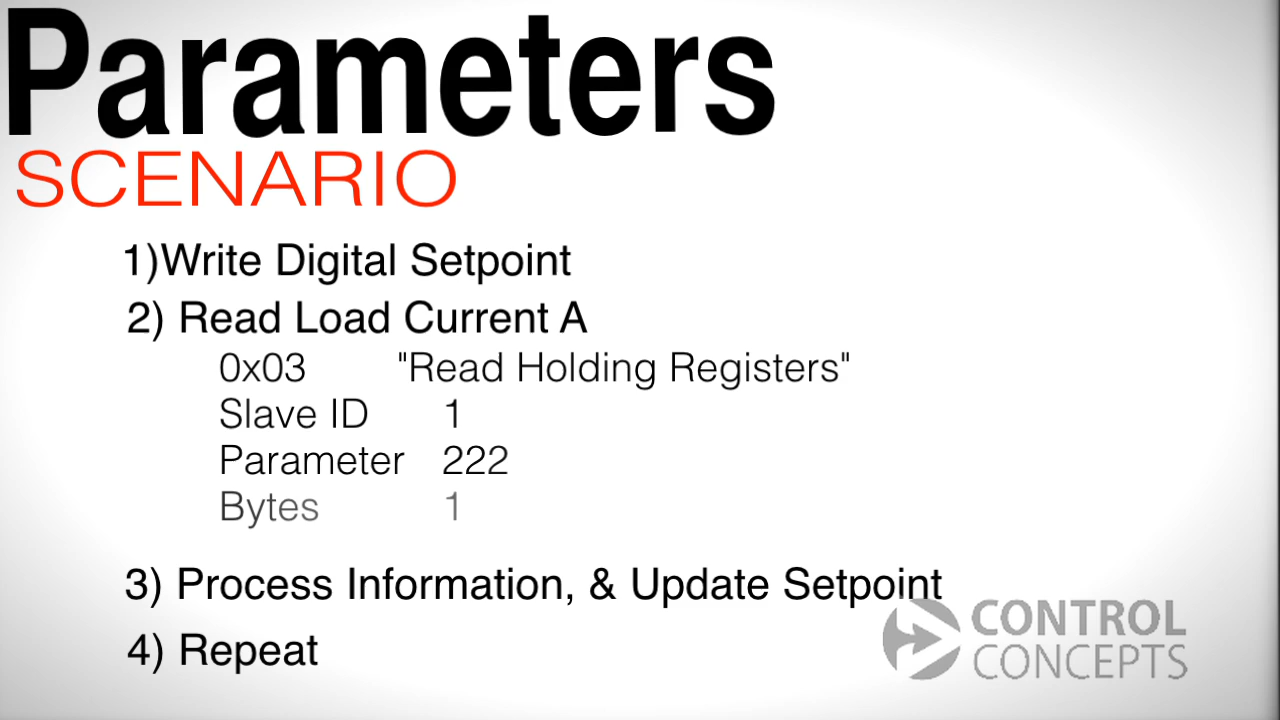 Parameters
SCENARIO
1)Write Digital Setpoint
2) Read Load Current A
0x03 "Read Holding Registers"
Slave ID 1
Parameter 222
Bytes 1
3) Process Information, & Update Setpoint
4) Repeat
CONTROL
CONCEPTS